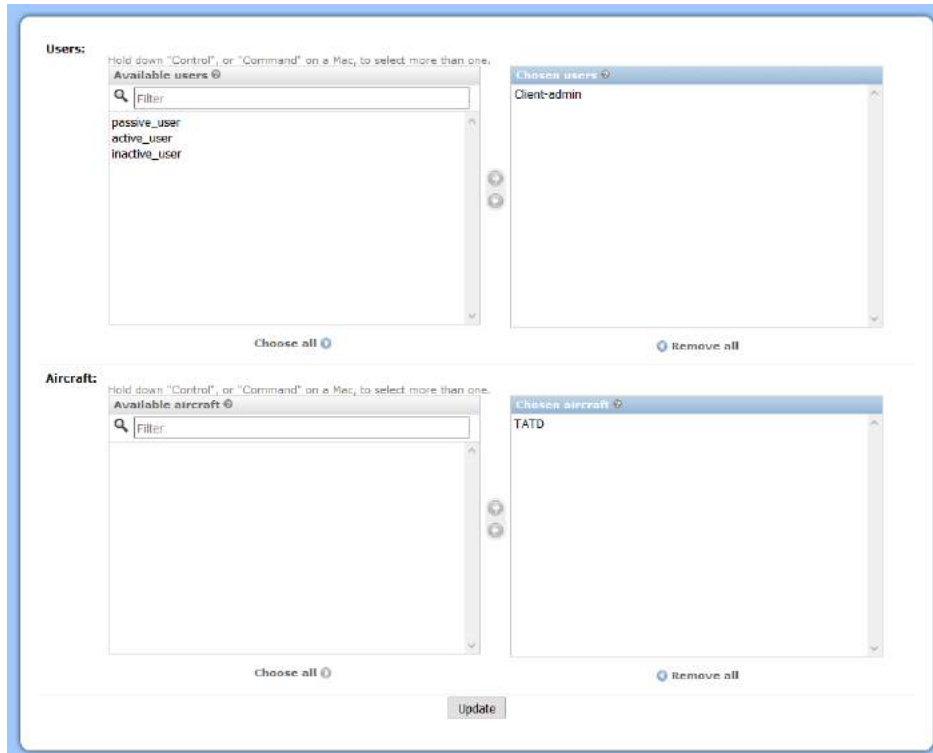 Users:
Hold down "Control", or "Command" on a Mac, to select more than one.
Available users
Filter
passive_user
active_user
inactive_user
Choose all
Chosen users
Client-admin
Remove all
Aircraft:
Hold down "Control", or "Command" on a Mac, to select more than one.
Available aircraft
Filter
Choose all
Chosen aircraft
TATD
Remove all
Update